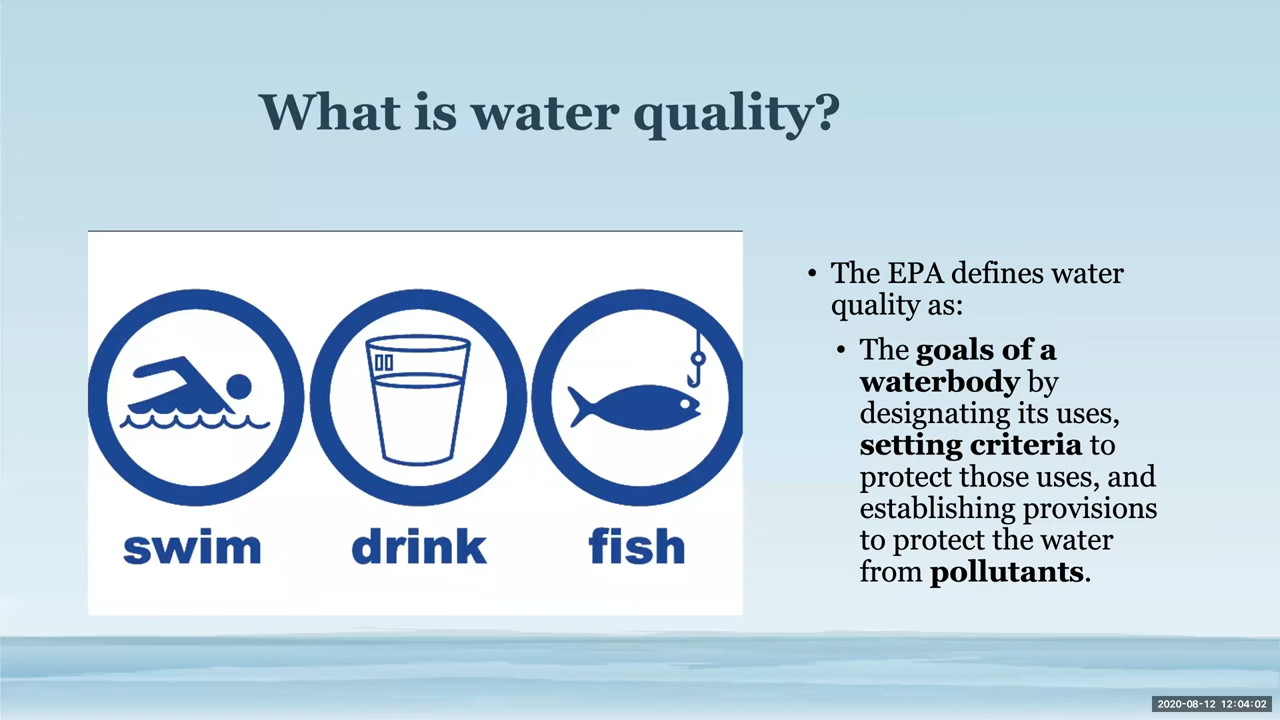 What is water quality?
swim
drink
fish
• The EPA defines water
quality as:
• The goals of a
waterbody by
designating its uses,
setting criteria to
protect those uses, and
establishing provisions
to protect the water
from pollutants.
2020-08-12 12:04:02